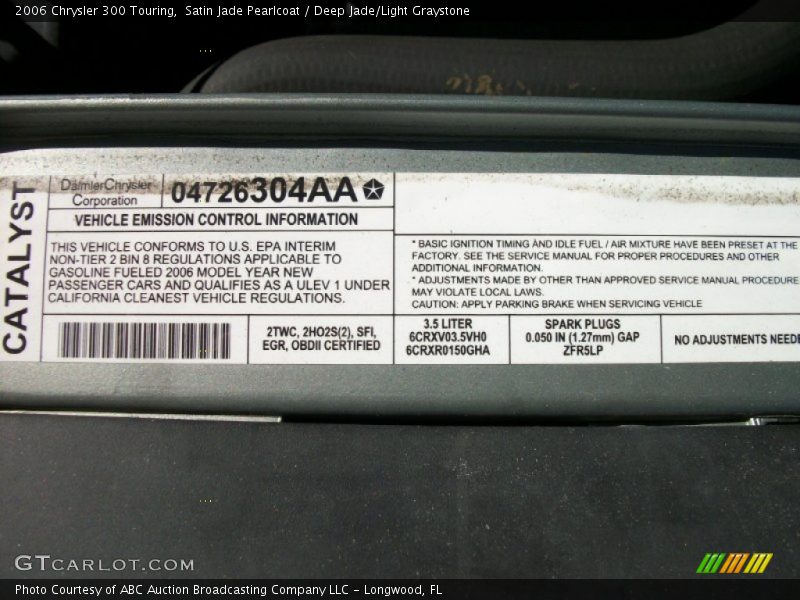 2006 Chrysler 300 Touring, Satin Jade Pearlcoat / Deep Jade/Light Graystone
CATALYST
DaimlerChrysler
Corporation
04726304AA
VEHICLE EMISSION CONTROL INFORMATION
THIS VEHICLE CONFORMS TO U.S. EPA INTERIM
NON-TIER 2 BIN 8 REGULATIONS APPLICABLE TO
GASOLINE FUELED 2006 MODEL YEAR NEW
PASSENGER CARS AND QUALIFIES AS A ULEV 1 UNDER
CALIFORNIA CLEANEST VEHICLE REGULATIONS.
* BASIC IGNITION TIMING AND IDLE FUEL / AIR MIXTURE HAVE BEEN PRESET AT THE
FACTORY. SEE THE SERVICE MANUAL FOR PROPER PROCEDURES AND OTHER
ADDITIONAL INFORMATION.
* ADJUSTMENTS MADE BY OTHER THAN APPROVED SERVICE MANUAL PROCEDURE
MAY VIOLATE LOCAL LAWS.
CAUTION: APPLY PARKING BRAKE WHEN SERVICING VEHICLE
2TWC, 2HO2S(2), SFI,
EGR, OBDII CERTIFIED
3.5 LITER
6CRXV03.5VH0
6CRXR0150GHA
SPARK PLUGS
0.050 IN (1.27mm) GAP
ZFR5LP
NO ADJUSTMENTS NEEDE
GTCARLOT.COM
Photo Courtesy of ABC Auction Broadcasting Company LLC - Longwood, FL